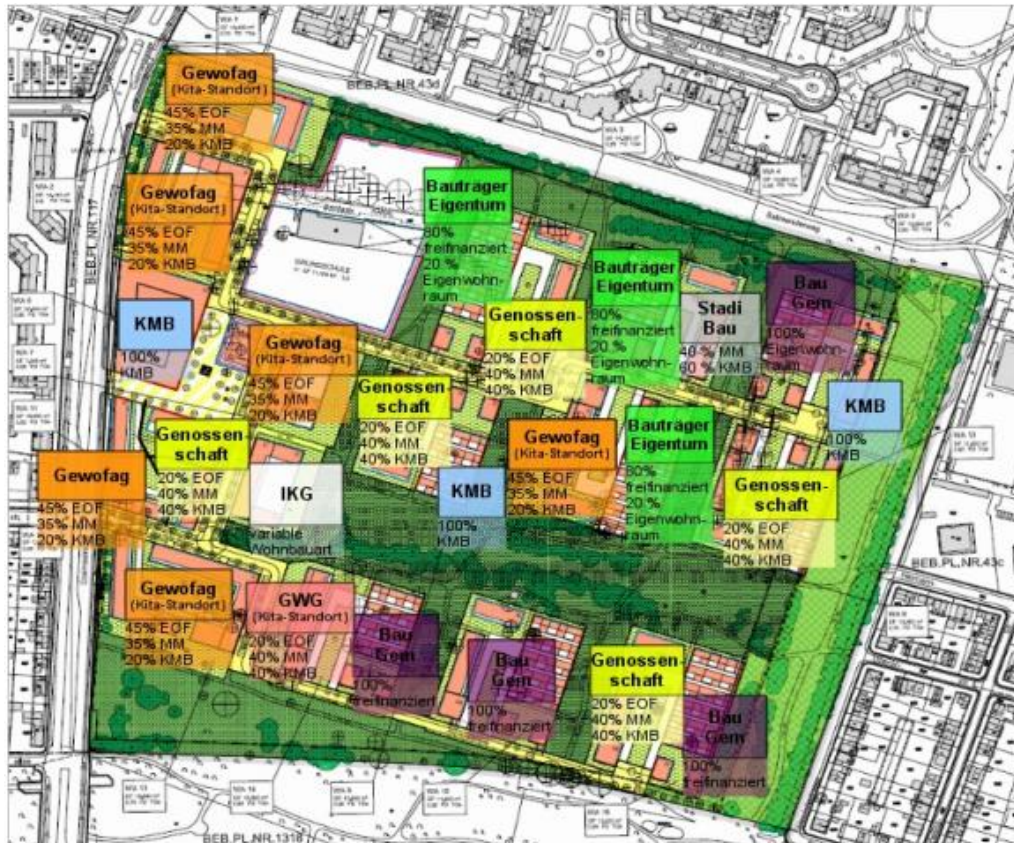 BEB.PL.NR.43d
Gewofag
(Kita-Standort)
45% EOF
35% MM
20% KMB
BEB.PL.NR.117
Gewofag
(Kita-Standort)
45% EOF
35% MM
20% KMB
Bauträger
Eigentum
80%
freifinanziert
20 %
Eigenwohn-
raum
GRUNDSCHULE
Bauträger
Eigentum
80%
freifinanziert
20 %
Eigenwohn-
raum
Stadi
Bau
40 % MM
60 % KMB
Bau
Gem
100%
Eigenwohn-
raum
KMB
100%
KMB
Genossen-
schaft
20% EOF
40% MM
40% KMB
Gewofag
(Kita-Standort)
45% EOF
35% MM
20% KMB
Genossen-
schaft
20% EOF
40% MM
40% KMB
KMB
100%
KMB
Genossen-
schaft
20% EOF
40% MM
40% KMB
Gewofag
(Kita-Standort)
45% EOF
35% MM
20% KMB
Bauträger
Eigentum
80%
freifinanziert
20 %
Eigenwohn-
raum
Gewofag
45% EOF
35% MM
20% KMB
IKG
variable
Wohnbauart
KMB
100%
KMB
Genossen-
schaft
20% EOF
40% MM
40% KMB
BEB.PL.NR.43c
Gewofag
(Kita-Standort)
45% EOF
35% MM
20% KMB
GWG
(Kita-Standort)
20% EOF
40% MM
40% KMB
Bau
Gem
100%
freifinanziert
Bau
Gem
100%
freifinanziert
Genossen-
schaft
20% EOF
40% MM
40% KMB
Bau
Gem
100%
freifinanziert